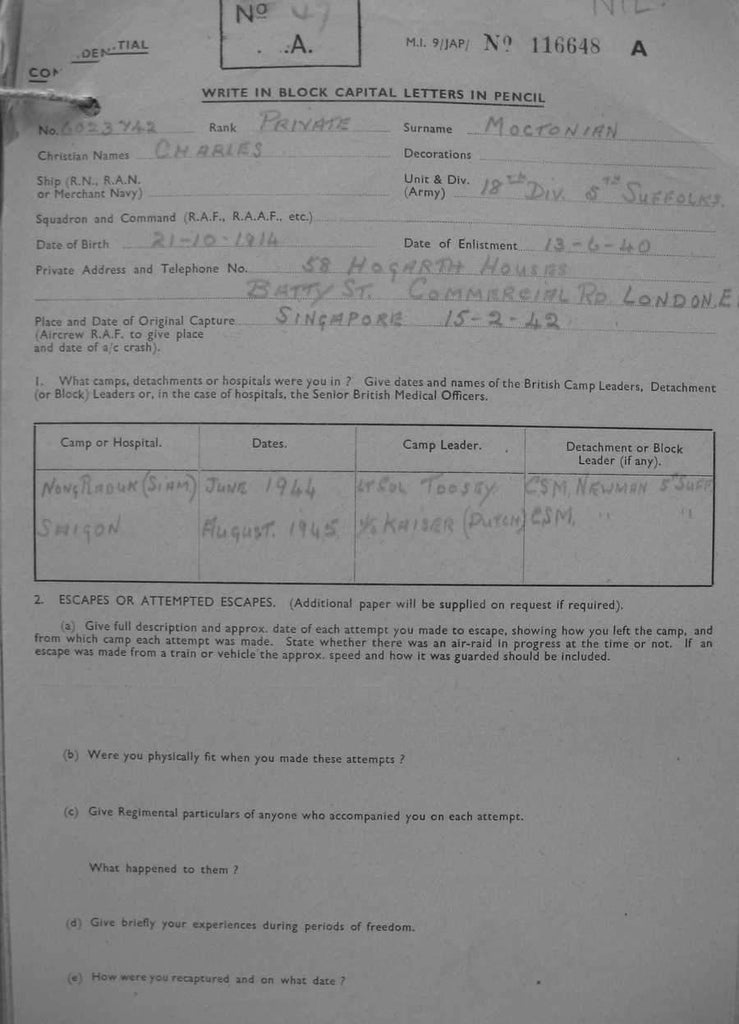 NIL.
No 47
.A.
M.I. 9/JAP/ No 116648 A
DENTIAL
CON
WRITE IN BLOCK CAPITAL LETTERS IN PENCIL
No. 6023742 Rank PRIVATE Surname MOCTONIAN
Christian Names CHARLES Decorations
Ship (R.N., R.A.N. or Merchant Navy)
Unit & Div. (Army) 18TH DIV. 5TH SUFFOLKS.
Squadron and Command (R.A.F., R.A.A.F., etc.)
Date of Birth 21-10-1914 Date of Enlistment 13-6-40
Private Address and Telephone No. 58 HOGARTH HOUSES
BATTY ST. COMMERCIAL RD LONDON.E
Place and Date of Original Capture SINGAPORE 15-2-42
(Aircrew R.A.F. to give place
and date of a/c crash).
1. What camps, detachments or hospitals were you in ? Give dates and names of the British Camp Leaders, Detachment
(or Block) Leaders or, in the case of hospitals, the Senior British Medical Officers.
Camp or Hospital. Dates. Camp Leader. Detachment or Block
Leader (if any).
(SIAM) JUNE 1944 LT COL TOOSEY CSM, NEWMAN 5TH SUFF
SAIGON AUGUST. 1945 KAISER (DUTCH) CSM, " "
2. ESCAPES OR ATTEMPTED ESCAPES. (Additional paper will be supplied on request if required).
(a) Give full description and approx. date of each attempt you made to escape, showing how you left the camp, and
from which camp each attempt was made. State whether there was an air-raid in progress at the time or not. If an
escape was made from a train or vehicle the approx. speed and how it was guarded should be included.
(b) Were you physically fit when you made these attempts ?
(c) Give Regimental particulars of anyone who accompanied you on each attempt.
What happened to them ?
(d) Give briefly your experiences during periods of freedom.
(e) How were you recaptured and on what date ?